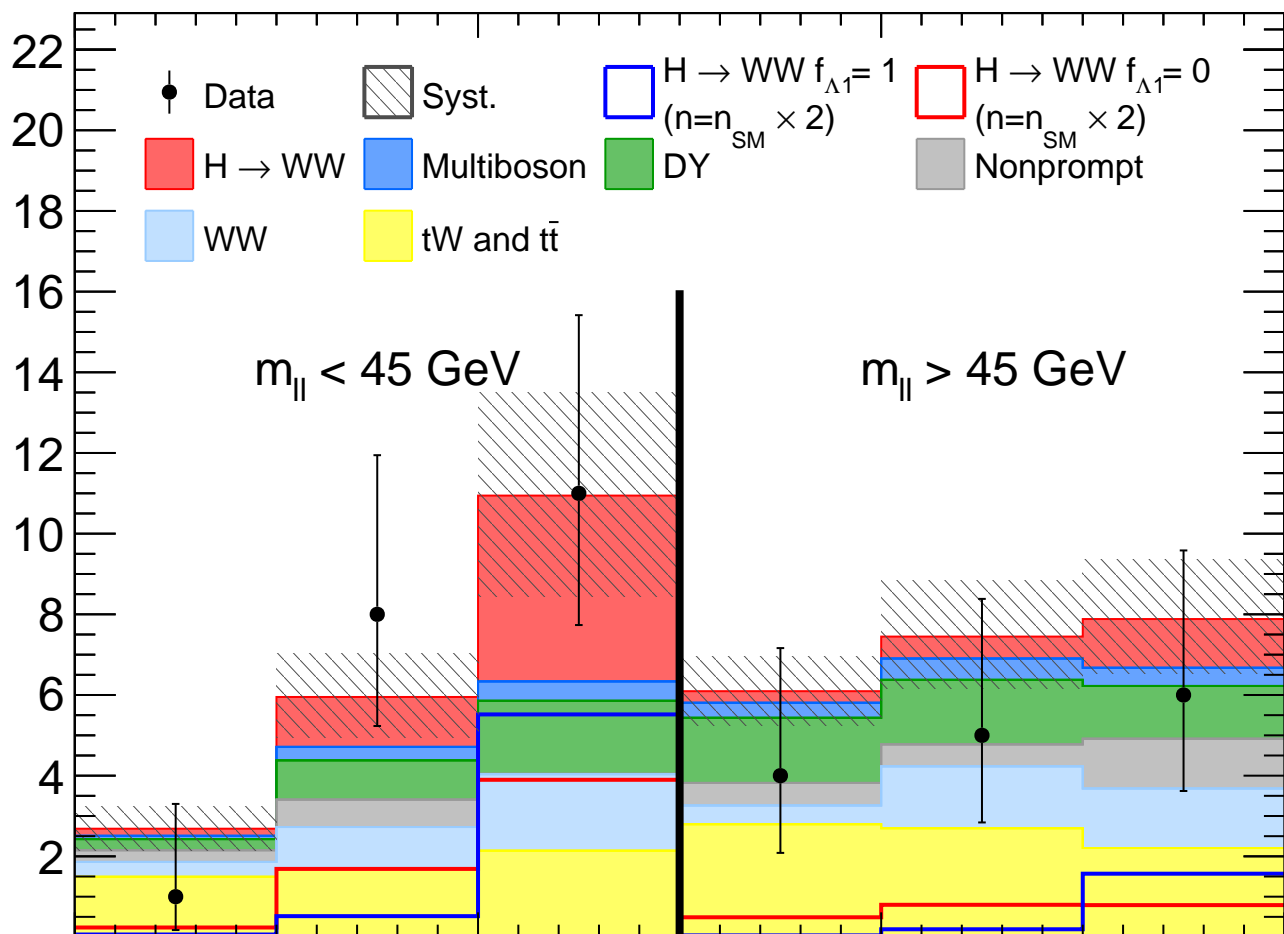 22
20
18
16
14
12
10
8
6
4
2
Data
Syst.
H → WW f_Λ1 = 1
(n=n_SM × 2)
H → WW f_Λ1 = 0
(n=n_SM × 2)
H → WW
Multiboson
DY
Nonprompt
WW
tW and tt̄
m_ll < 45 GeV
m_ll > 45 GeV